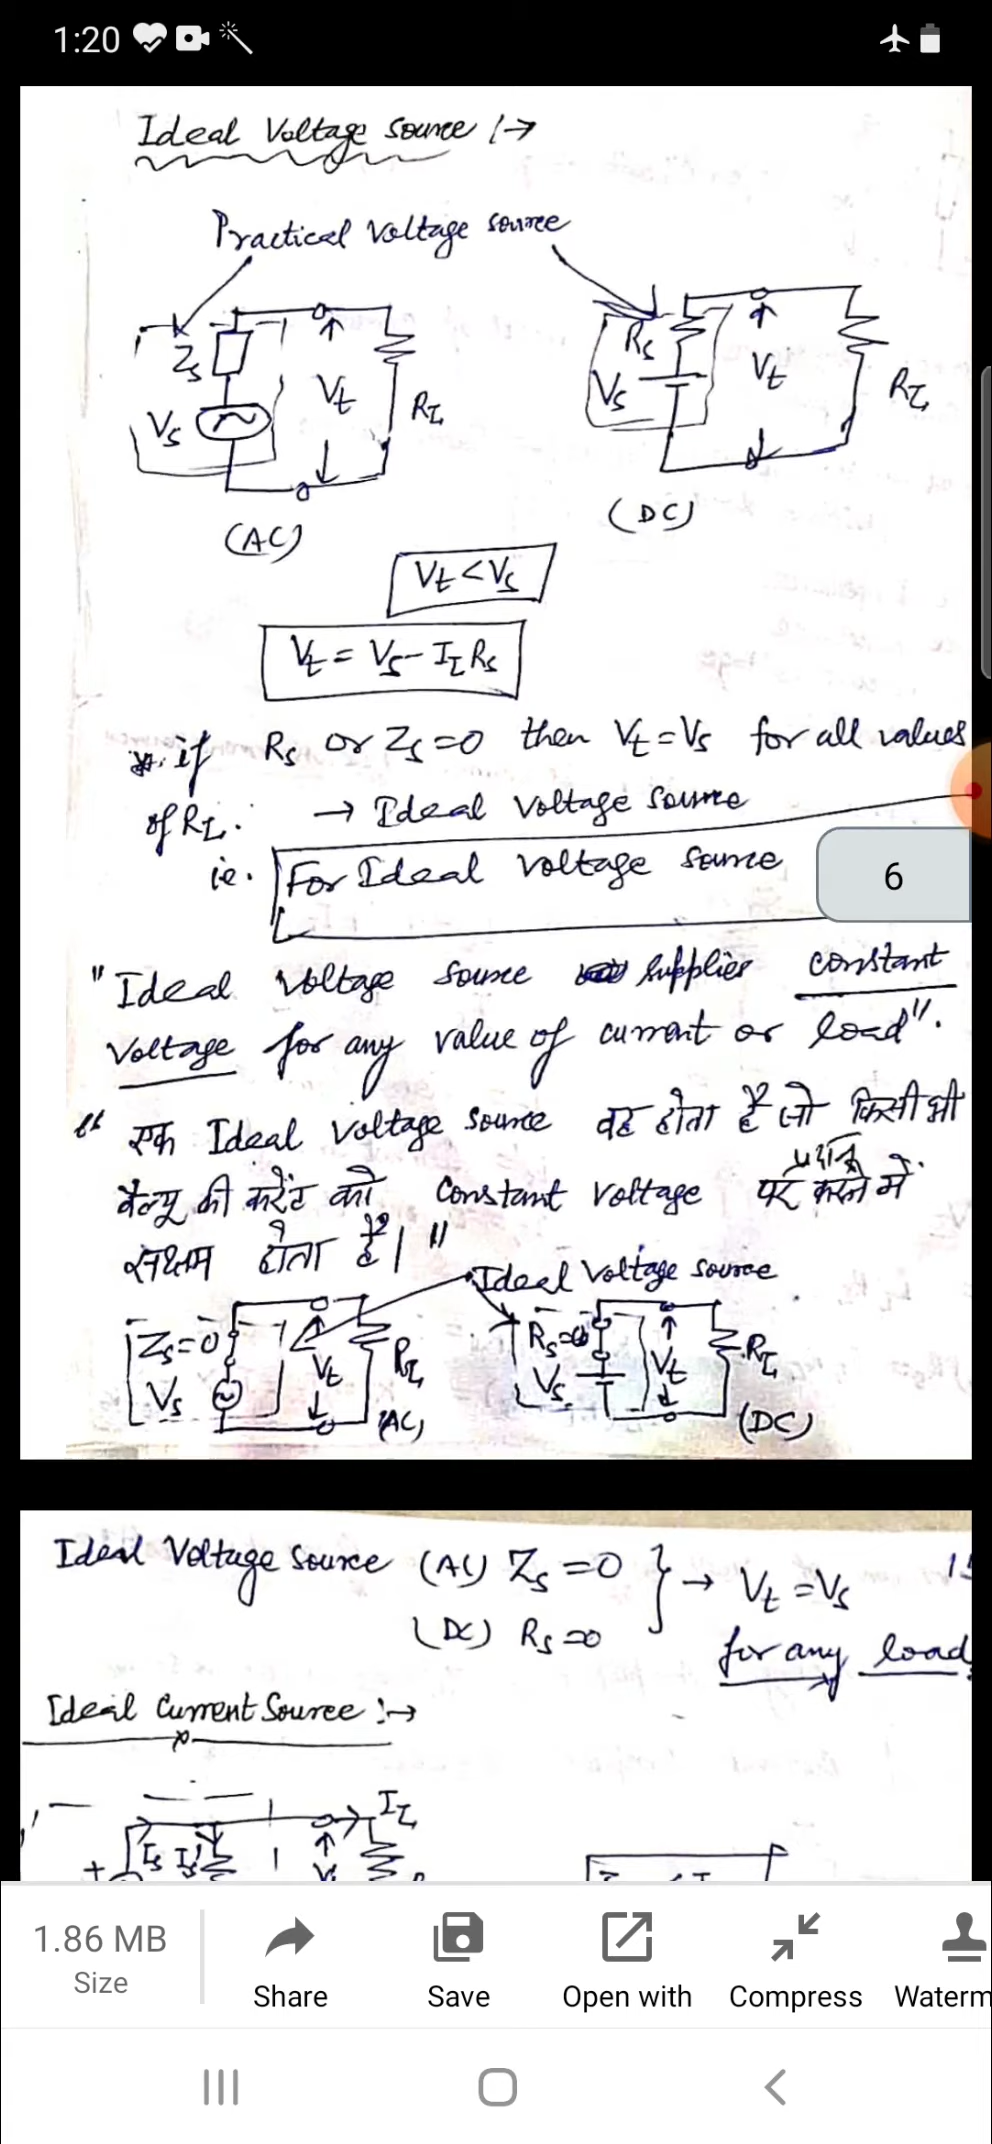 1:20
Ideal Voltage Source :→
Practical Voltage source
Zs
Vs
Vt
RL
(AC)
Rs
Vs
Vt
RL
(DC)
Vt < Vs
Vt = Vs - IL Rs
*. if Rs or Zs = 0 then Vt = Vs for all values
of RL. → Ideal Voltage Source
ie. For Ideal Voltage Source
6
"Ideal Voltage Source supplies constant
Voltage for any value of current or load".
" एक Ideal Voltage Source वह होता है जो किसी भी
वैल्यू की करेंट को Constant Voltage पर करने में
सक्षम होता है। "
Ideal Voltage Source
Zs=0
Vs
Vt
RL
(AC)
Rs=0
Vs
Vt
RL
(DC)
Ideal Voltage Source (AC) Zs = 0 } → Vt = Vs
(DC) Rs = 0
for any load
Ideal Current Source :→
IL
Is
+
1.86 MB
Size
Share
Save
Open with
Compress
Waterm